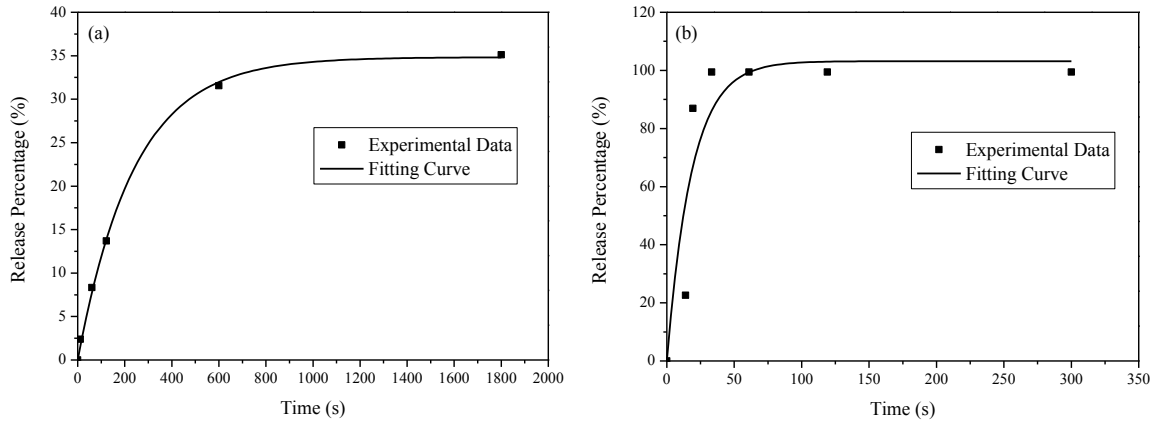 (a)
Release Percentage (%)
40
35
30
25
20
15
10
5
0
Experimental Data
Fitting Curve
0 200 400 600 800 1000 1200 1400 1600 1800 2000
Time (s)
(b)
Release Percentage (%)
120
100
80
60
40
20
0
Experimental Data
Fitting Curve
0 50 100 150 200 250 300 350
Time (s)